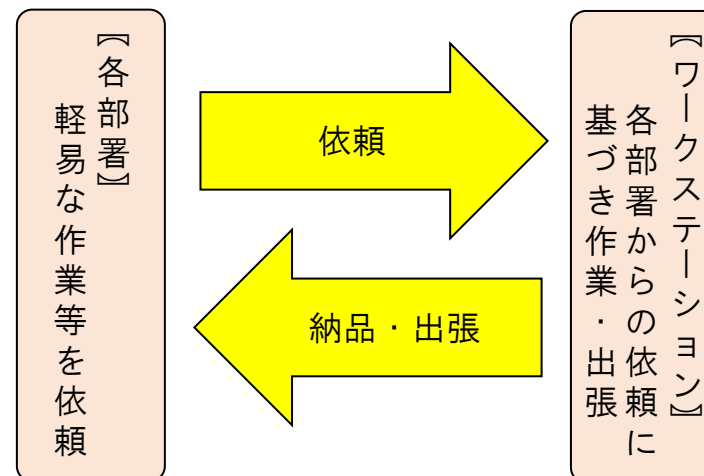 【各部署】
軽易な作業等を依頼
依頼
納品・出張
【ワークステーション】
各部署からの依頼に
基づき作業・出張